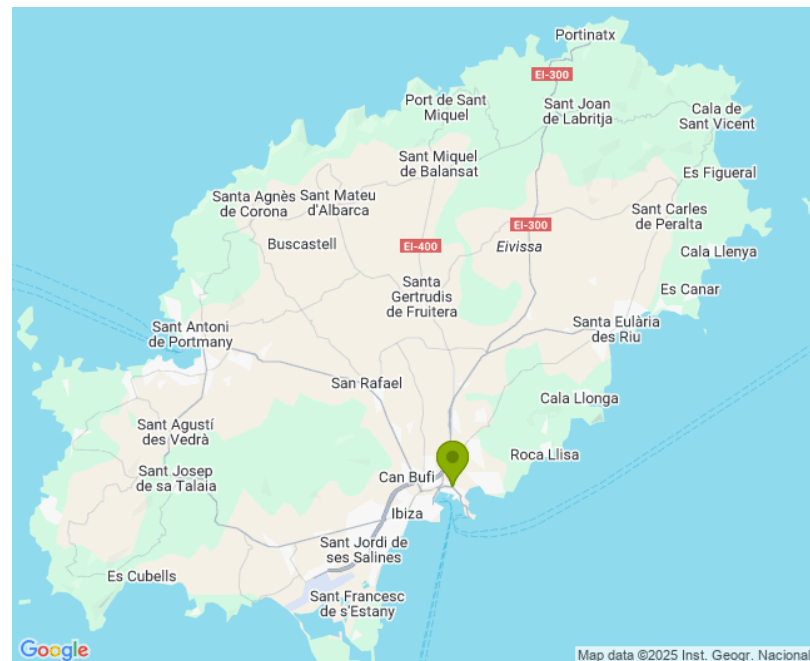 Portinatx
EI-300
Port de Sant
Miquel
Sant Joan
de Labritja
Cala de
Sant Vicent
Sant Miquel
de Balansat
Es Figueral
Santa Agnès
de Corona
Sant Mateu
d'Albarca
Sant Carles
de Peralta
EI-300
Buscastell
EI-400
Eivissa
Cala Llenya
Santa
Gertrudis
de Fruitera
Es Canar
Sant Antoni
de Portmany
Santa Eulària
des Riu
San Rafael
Cala Llonga
Sant Agustí
des Vedrà
Roca Llisa
Sant Josep
de sa Talaia
Can Bufi
Ibiza
Sant Jordi de
ses Salines
Es Cubells
Sant Francesc
de s'Estany
Google
Map data ©2025 Inst. Geogr. Nacional